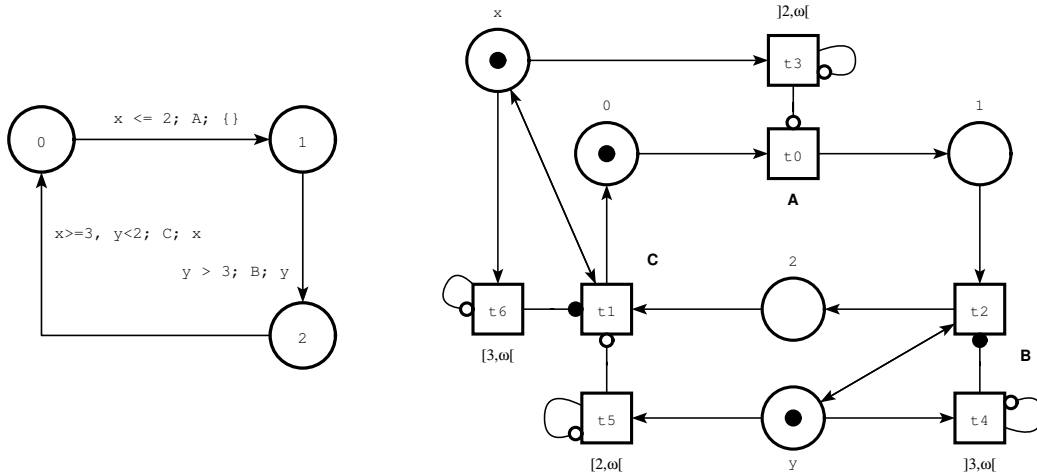 0
x <= 2; A; {}
1
x>=3, y<2; C; x
y > 3; B; y
2
x
]2,ω[
t3
0
1
t0
A
C
2
t6
t1
t2
[3,ω[
B
t5
t4
[2,ω[
y
]3,ω[